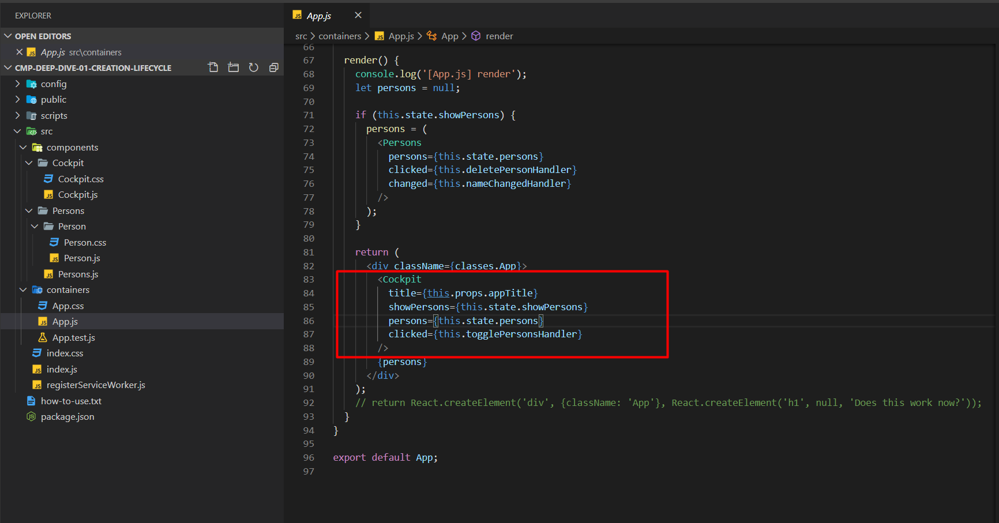 EXPLORER
OPEN EDITORS
App.js src\containers
CMP-DEEP-DIVE-01-CREATION-LIFECYCLE
config
public
scripts
src
components
Cockpit
Cockpit.css
Cockpit.js
Persons
Person
Person.css
Person.js
Persons.js
containers
App.css
App.js
App.test.js
index.css
index.js
registerServiceWorker.js
how-to-use.txt
package.json
App.js
src > containers > App.js > App > render
66
67 render() {
68 console.log('[App.js] render');
69 let persons = null;
70
71 if (this.state.showPersons) {
72 persons = (
73 <Persons
74 persons={this.state.persons}
75 clicked={this.deletePersonHandler}
76 changed={this.nameChangedHandler}
77 />
78 );
79 }
80
81 return (
82 <div className={classes.App}>
83 <Cockpit
84 title={this.props.appTitle}
85 showPersons={this.state.showPersons}
86 persons={this.state.persons}
87 clicked={this.togglePersonsHandler}
88 />
89 {persons}
90 </div>
91 );
92 // return React.createElement('div', {className: 'App'}, React.createElement('h1', null, 'Does this work now?'));
93 }
94 }
95
96 export default App;
97